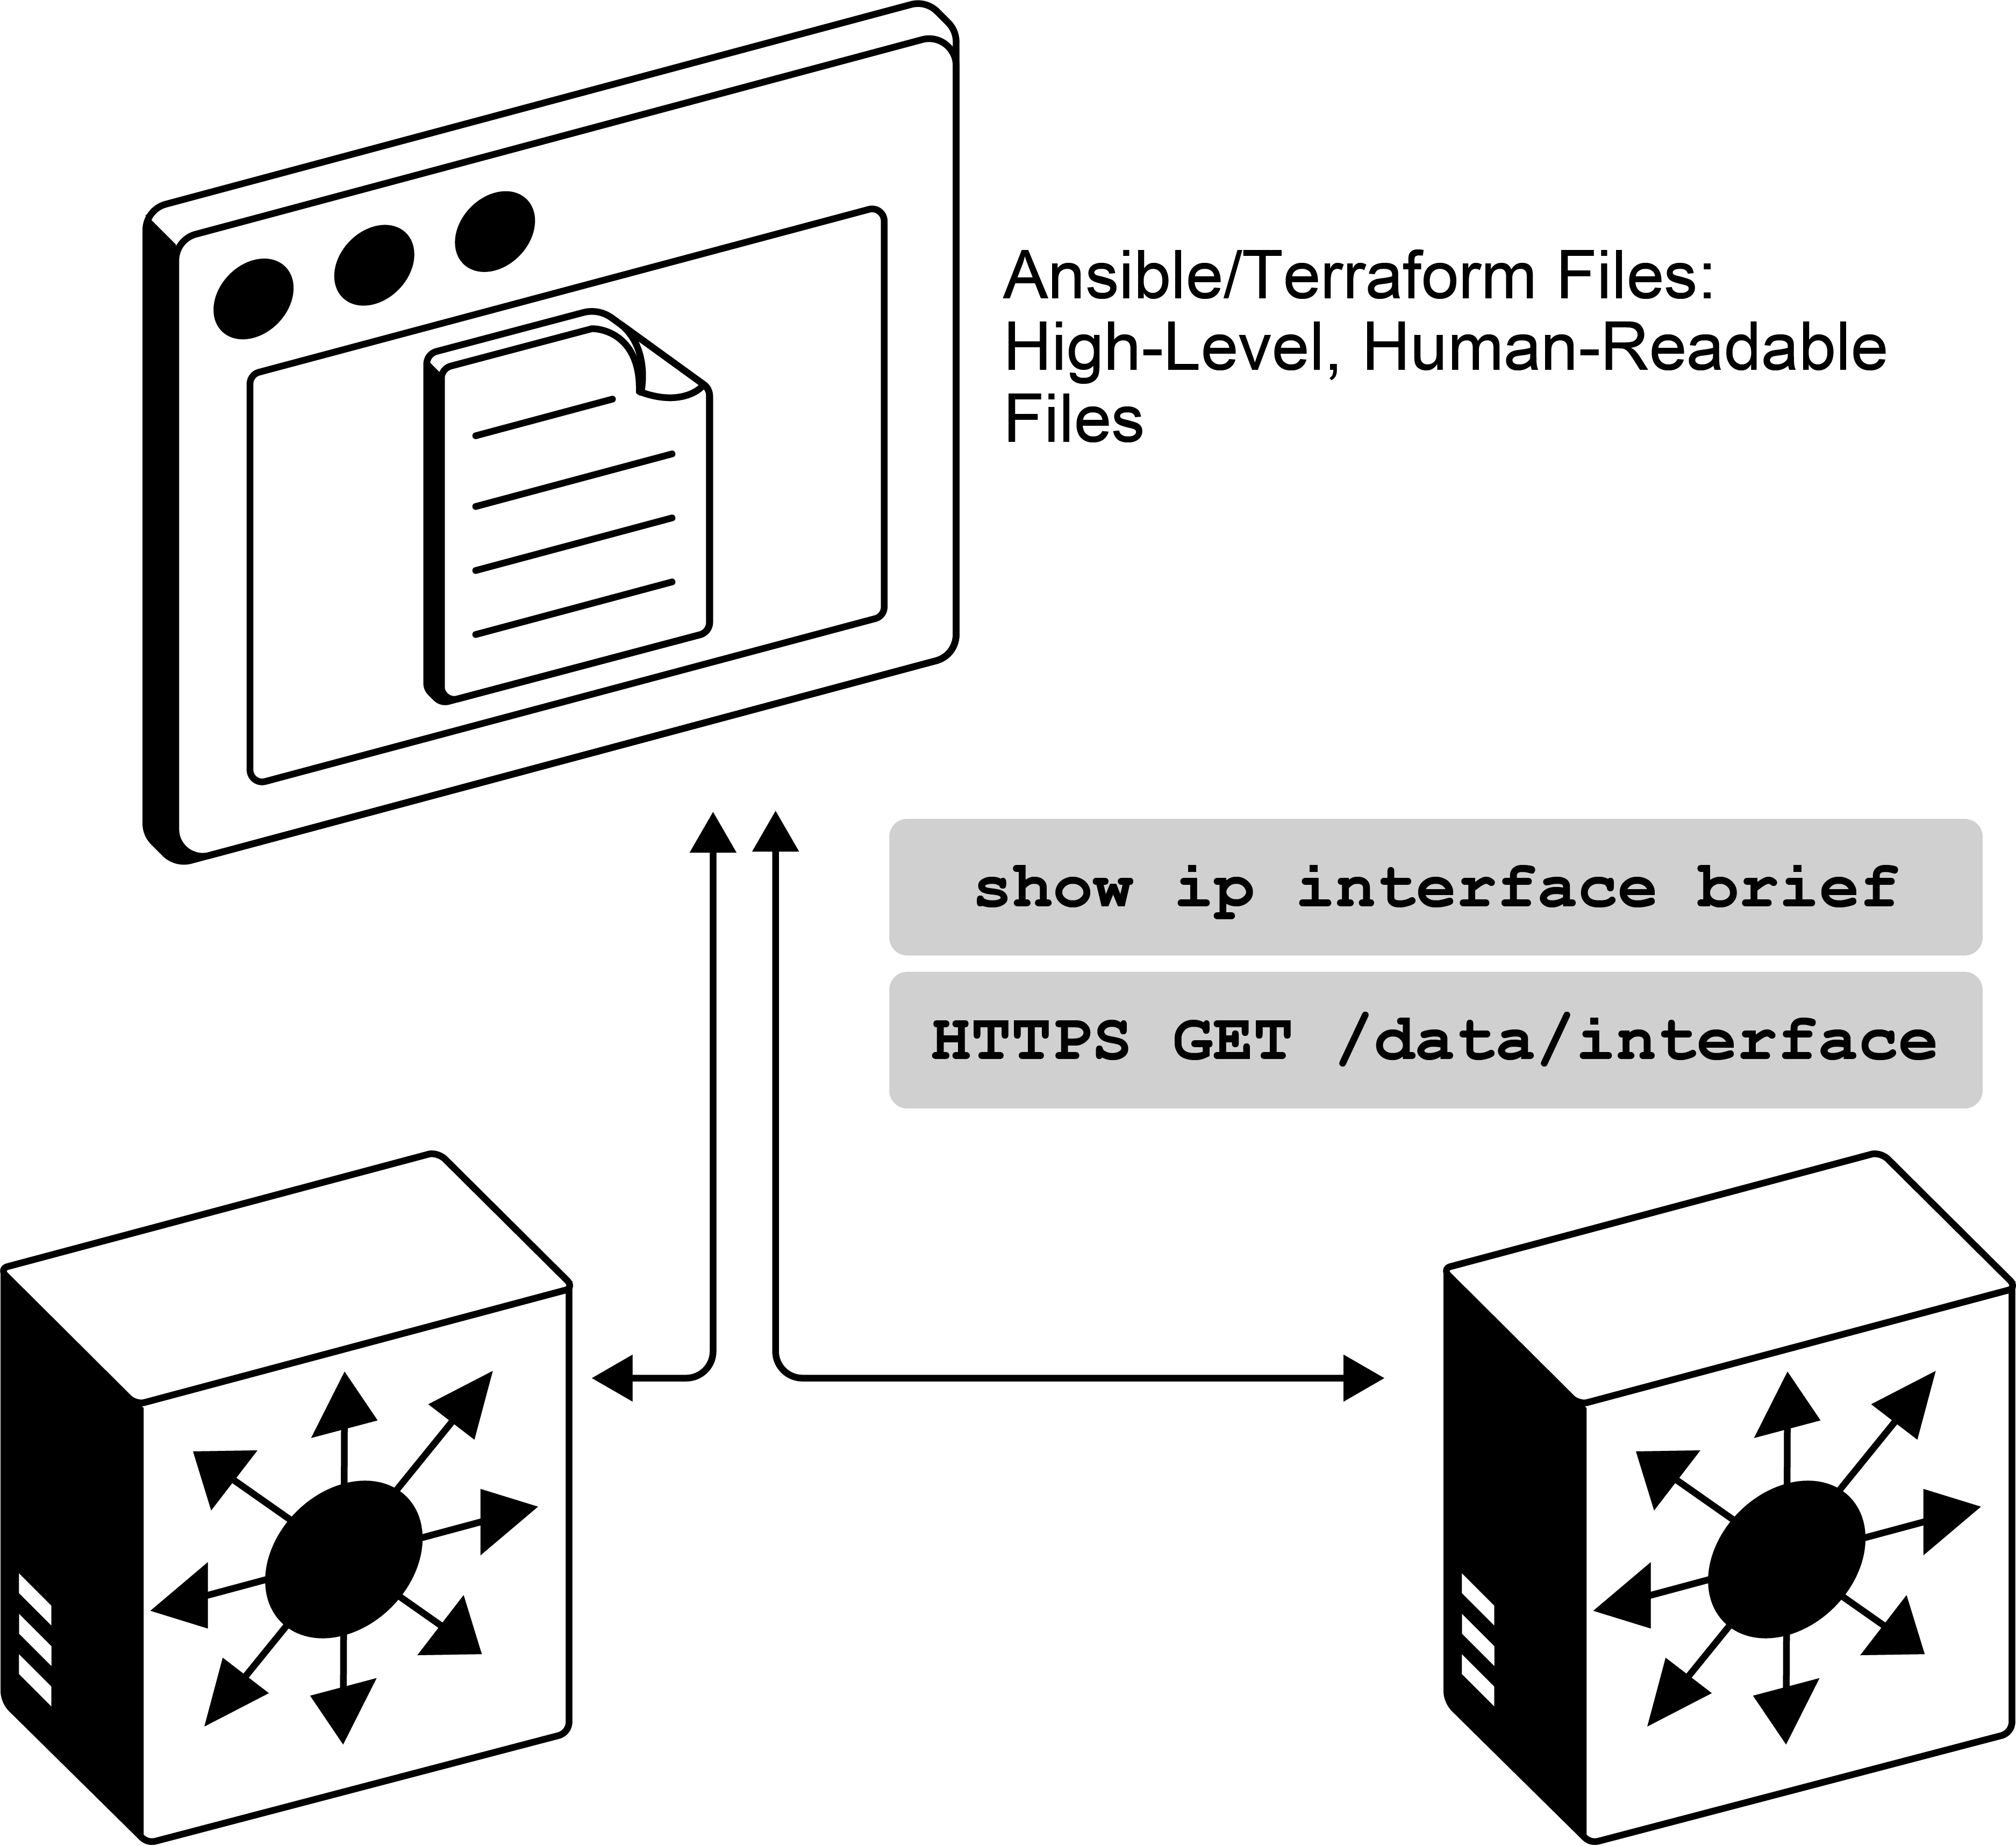 Ansible/Terraform Files:
High-Level, Human-Readable
Files
show ip interface brief
HTTPS GET /data/interface